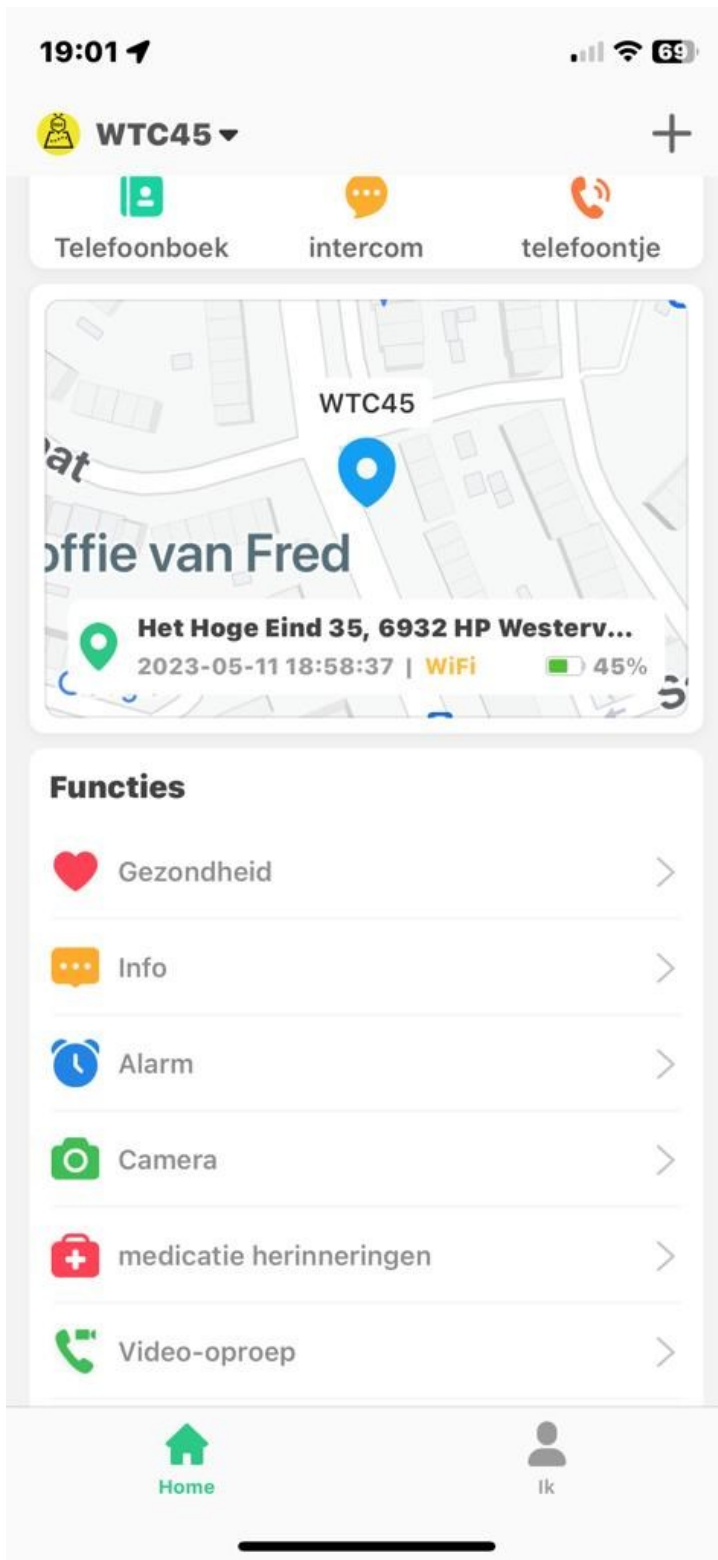 19:01
69
WTC45
Telefoonboek intercom telefoontje
WTC45
at
offie van Fred
Het Hoge Eind 35, 6932 HP Westerv...
2023-05-11 18:58:37 | WiFi 45%
Functies
Gezondheid
Info
Alarm
Camera
medicatie herinneringen
Video-oproep
Home Ik